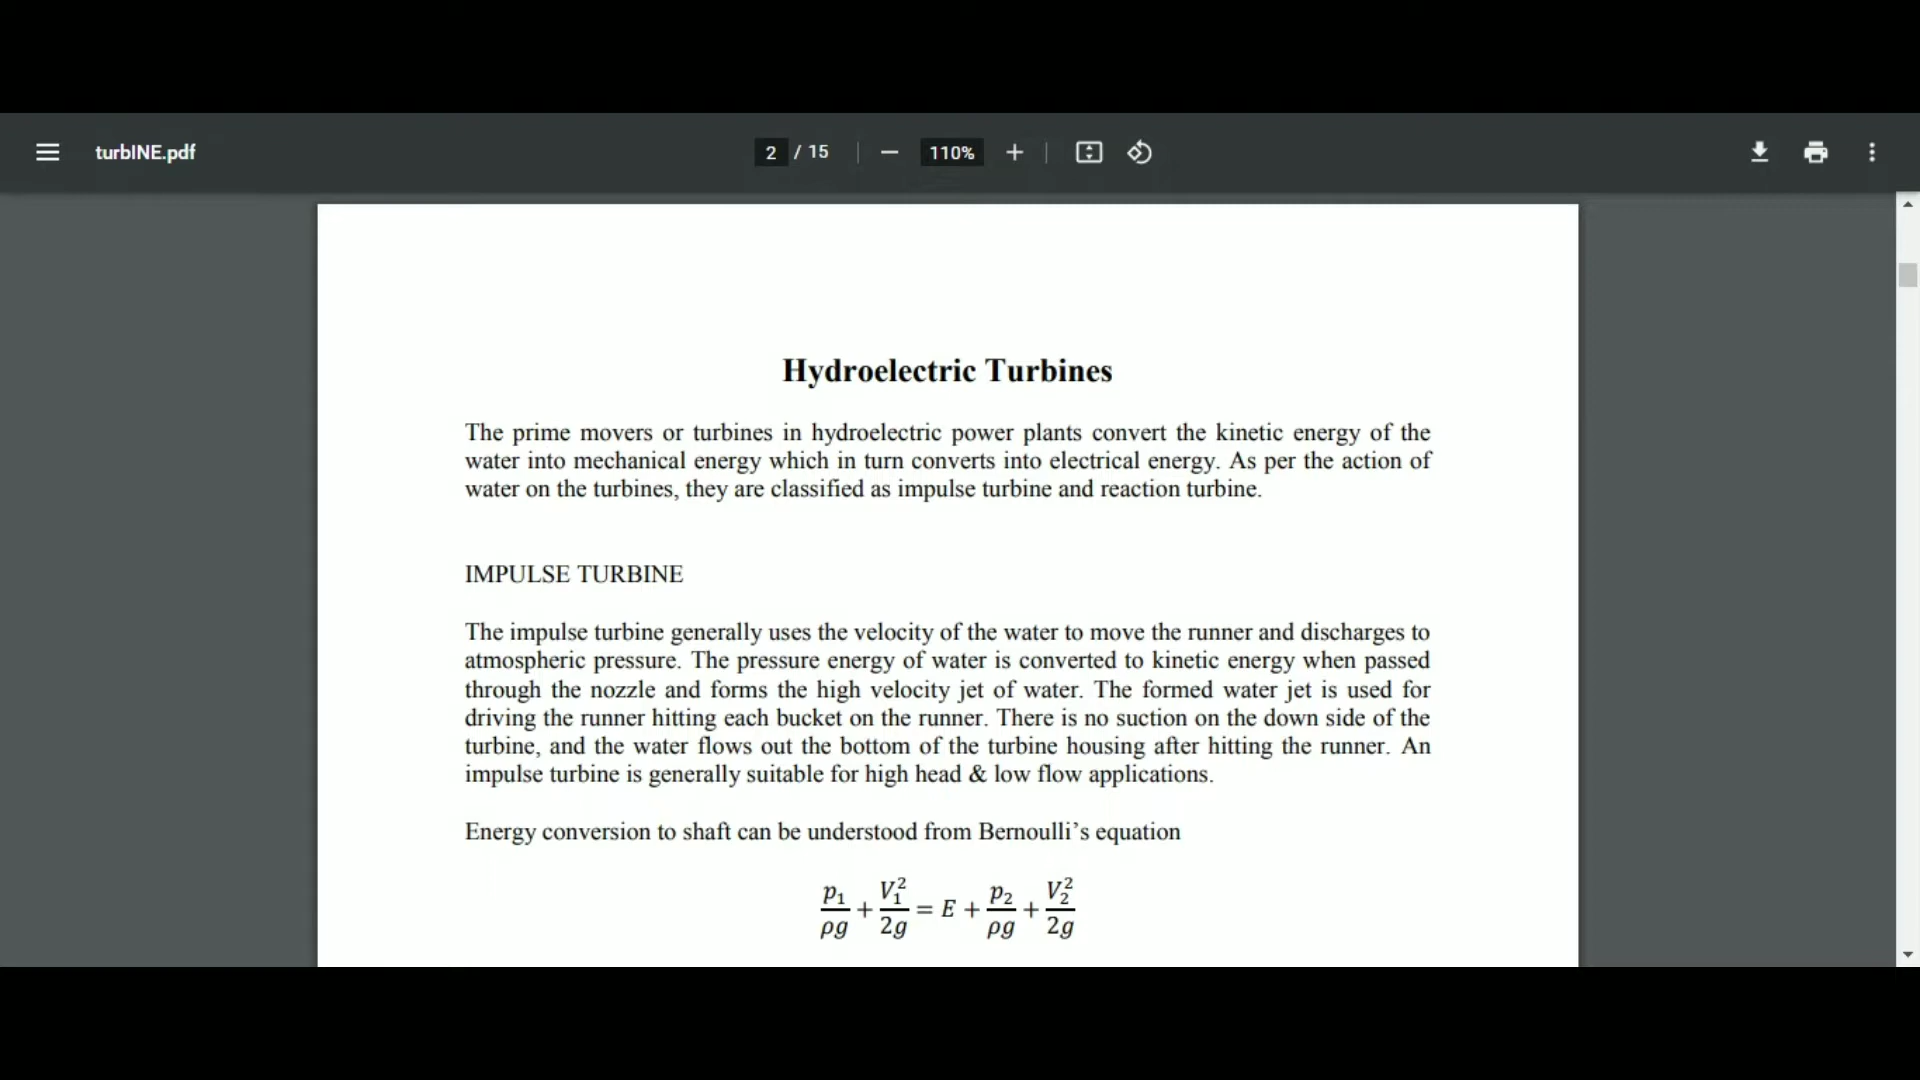 turbINE.pdf
2 / 15
110%
Hydroelectric Turbines
The prime movers or turbines in hydroelectric power plants convert the kinetic energy of the
water into mechanical energy which in turn converts into electrical energy. As per the action of
water on the turbines, they are classified as impulse turbine and reaction turbine.
IMPULSE TURBINE
The impulse turbine generally uses the velocity of the water to move the runner and discharges to
atmospheric pressure. The pressure energy of water is converted to kinetic energy when passed
through the nozzle and forms the high velocity jet of water. The formed water jet is used for
driving the runner hitting each bucket on the runner. There is no suction on the down side of the
turbine, and the water flows out the bottom of the turbine housing after hitting the runner. An
impulse turbine is generally suitable for high head & low flow applications.
Energy conversion to shaft can be understood from Bernoulli’s equation
p₁/ρg + V₁²/2g = E + p₂/ρg + V₂²/2g